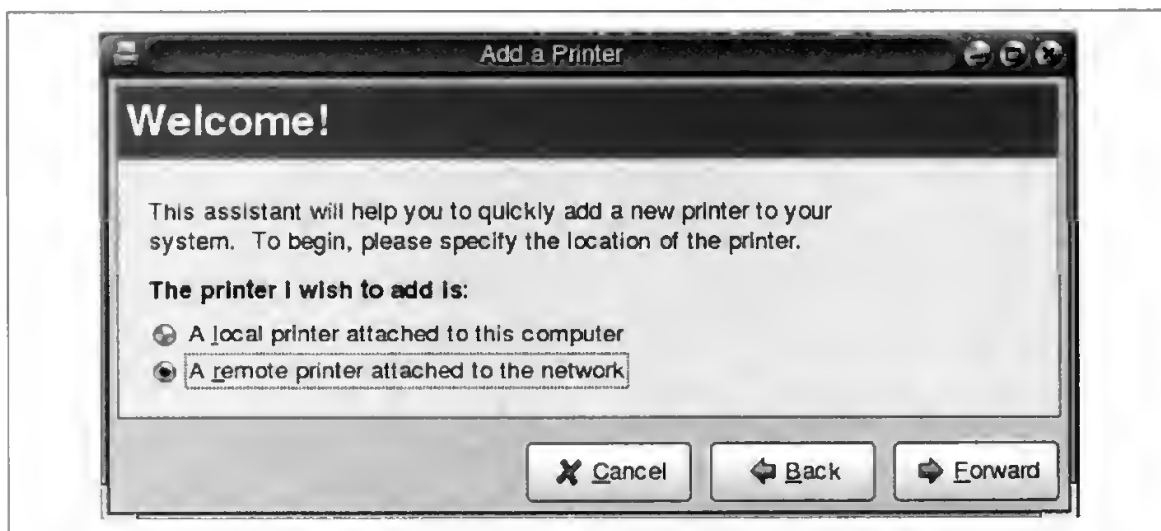 Add a Printer
Welcome!
This assistant will help you to quickly add a new printer to your
system. To begin, please specify the location of the printer.
The printer I wish to add is:
A local printer attached to this computer
A remote printer attached to the network
Cancel
Back
Forward